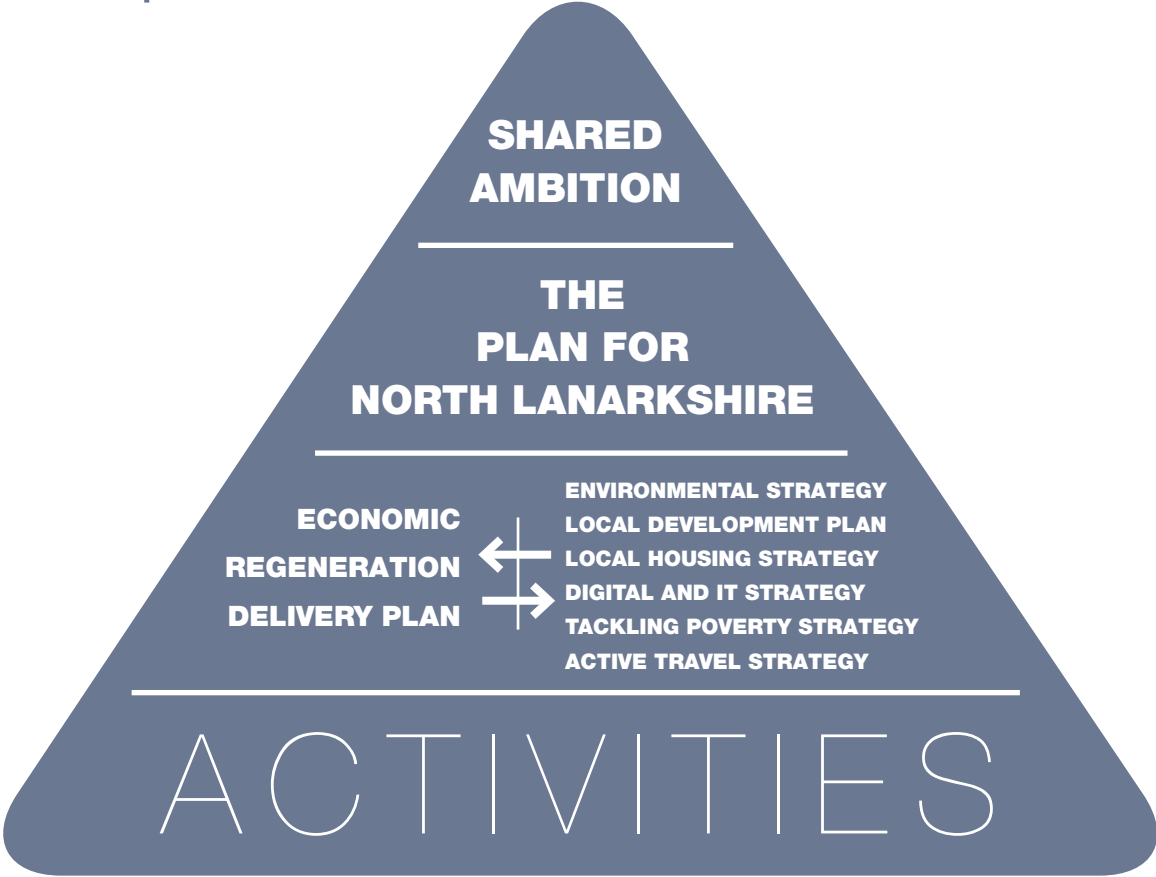 SHARED
AMBITION
THE
PLAN FOR
NORTH LANARKSHIRE
ECONOMIC
REGENERATION
DELIVERY PLAN
ENVIRONMENTAL STRATEGY
LOCAL DEVELOPMENT PLAN
LOCAL HOUSING STRATEGY
DIGITAL AND IT STRATEGY
TACKLING POVERTY STRATEGY
ACTIVE TRAVEL STRATEGY
ACTIVITIES